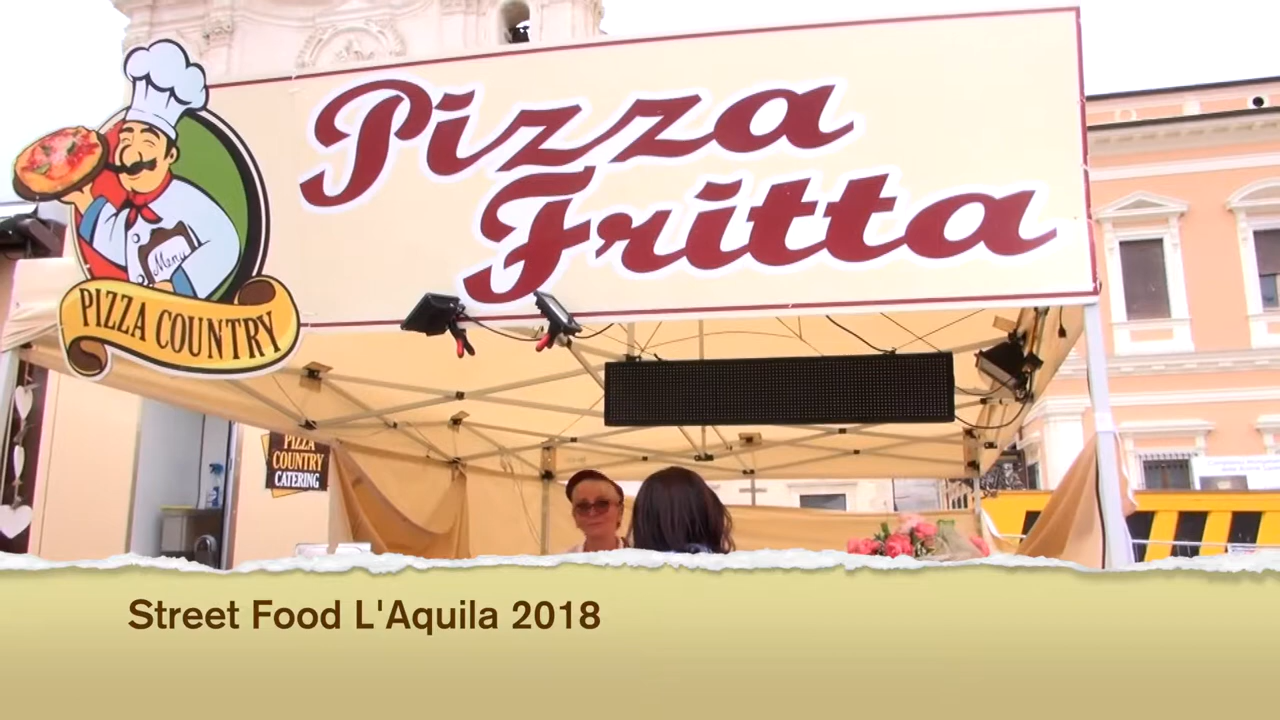 Pizza
Fritta
Menu
PIZZA COUNTRY
PIZZA
COUNTRY
CATERING
Street Food L'Aquila 2018